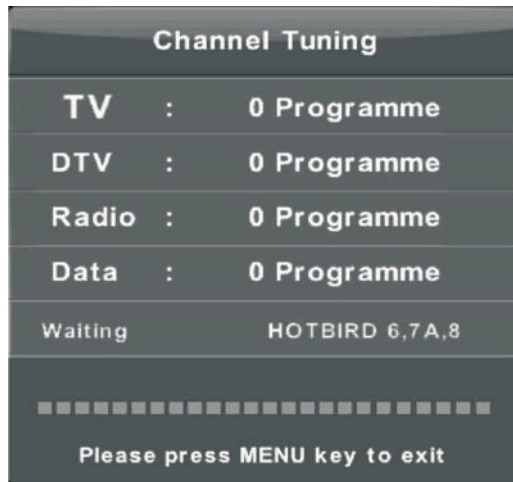 Channel Tuning
TV : 0 Programme
DTV : 0 Programme
Radio : 0 Programme
Data : 0 Programme
Waiting HOTBIRD 6,7A,8
Please press MENU key to exit